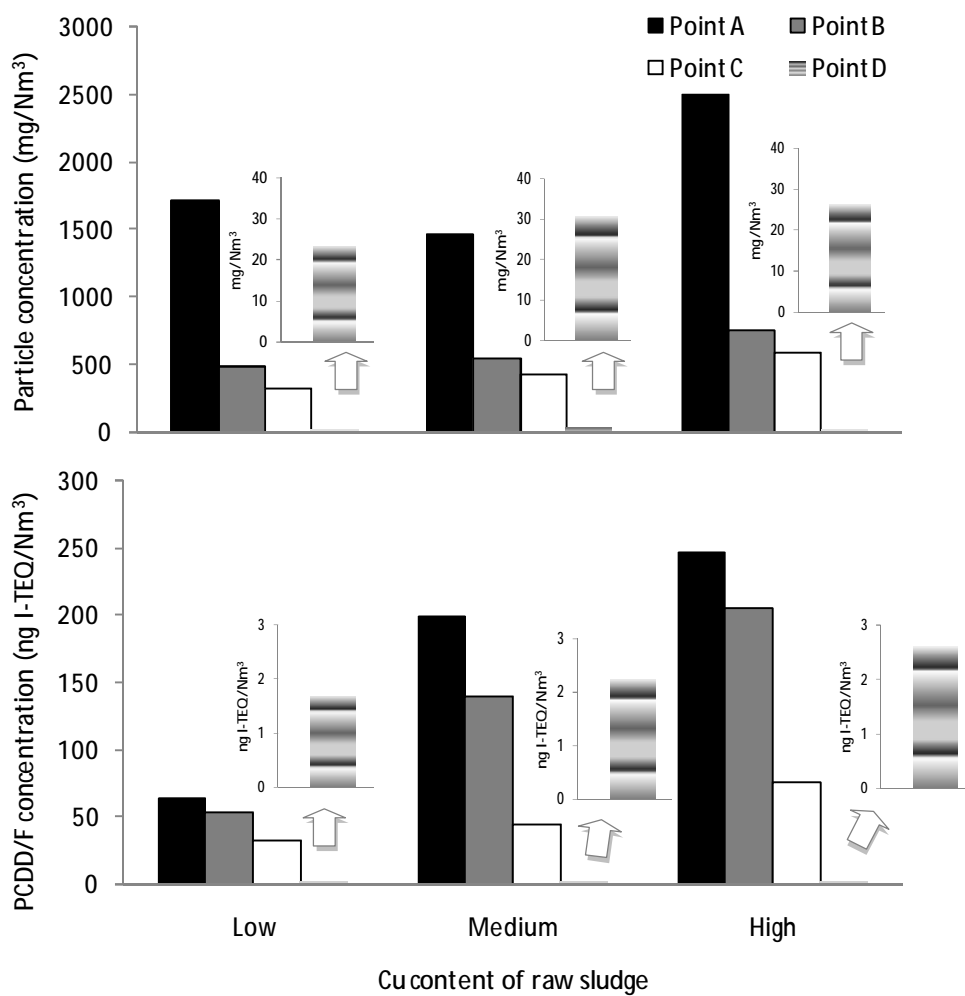 3000
2500
2000
1500
1000
500
0
Particle concentration (mg/Nm³)
Point A
Point B
Point C
Point D
40
30
20
10
0
mg/Nm³
40
30
20
10
0
mg/Nm³
40
30
20
10
0
mg/Nm³
300
250
200
150
100
50
0
PCDD/F concentration (ng I-TEQ/Nm³)
3
2
1
0
ng I-TEQ/Nm³
3
2
1
0
ng I-TEQ/Nm³
3
2
1
0
ng I-TEQ/Nm³
Low
Medium
High
Cu content of raw sludge